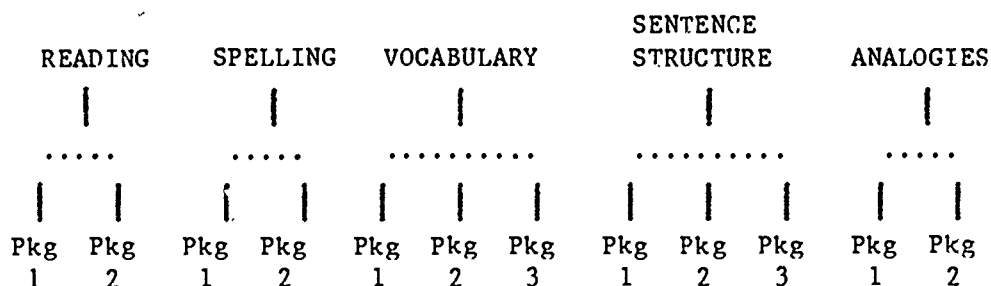 SENTENCE
READING SPELLING VOCABULARY STRUCTURE ANALOGIES
Pkg Pkg Pkg Pkg Pkg Pkg Pkg Pkg Pkg Pkg Pkg Pkg
1 2 1 2 1 2 3 1 2 3 1 2